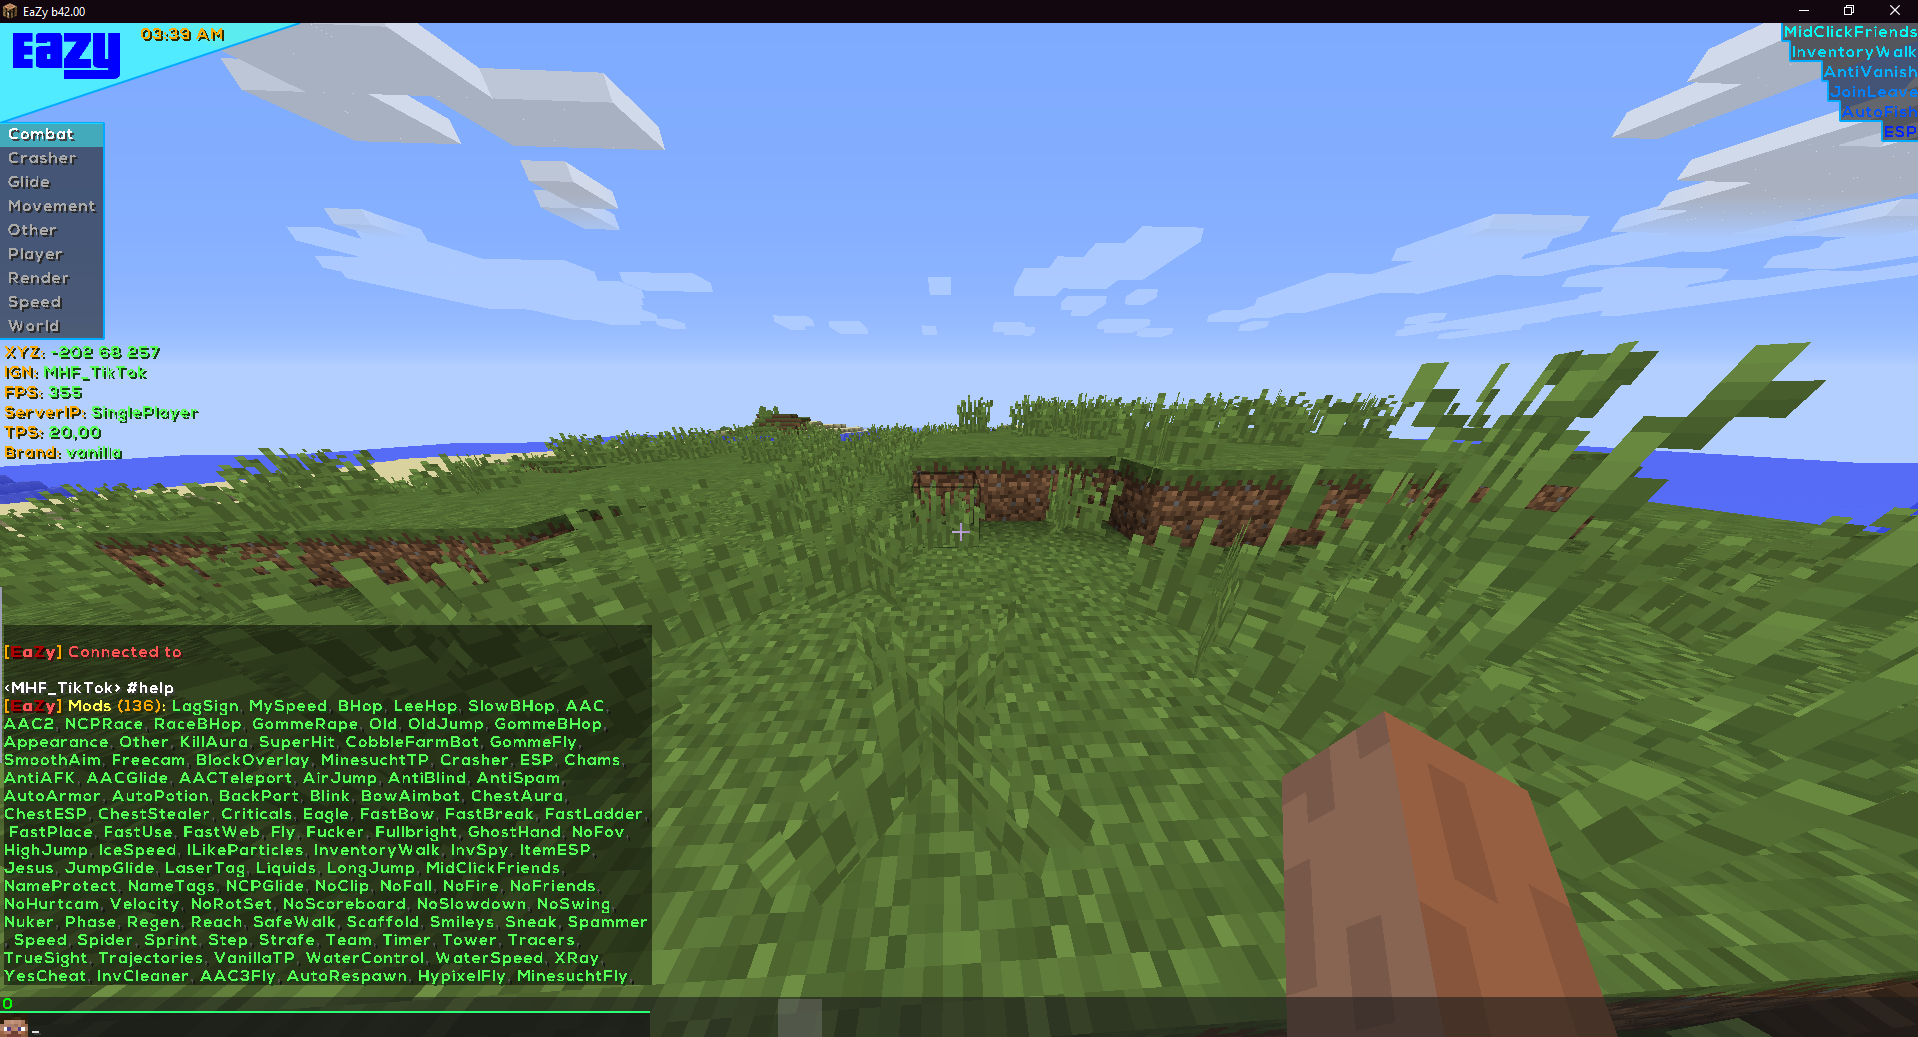 EaZy b42.00
Eazy
03:39 AM
MidClickFriends
InventoryWalk
AntiVanish
JoinLeave
AutoFish
ESP
Combat
Crasher
Glide
Movement
Other
Player
Render
Speed
World
XYZ: -202 68 257
IGN: MHF_TikTok
FPS: 355
ServerIP: SinglePlayer
TPS: 20,00
Brand: vanilla
[EaZy] Connected to
<MHF_TikTok> #help
[EaZy] Mods (136): LagSign, MySpeed, BHop, LeeHop, SlowBHop, AAC,
AAC2, NCPRace, RaceBHop, GommeRape, Old, OldJump, GommeBHop,
Appearance, Other, KillAura, SuperHit, CobbleFarmBot, GommeFly,
SmoothAim, Freecam, BlockOverlay, MinesuchtTP, Crasher, ESP, Chams,
AntiAFK, AACGlide, AACTeleport, AirJump, AntiBlind, AntiSpam,
AutoArmor, AutoPotion, BackPort, Blink, BowAimbot, ChestAura,
ChestESP, ChestStealer, Criticals, Eagle, FastBow, FastBreak, FastLadder,
FastPlace, FastUse, FastWeb, Fly, Fucker, Fullbright, GhostHand, NoFov,
HighJump, IceSpeed, ILikeParticles, InventoryWalk, InvSpy, ItemESP,
Jesus, JumpGlide, LaserTag, Liquids, LongJump, MidClickFriends,
NameProtect, NameTags, NCPGlide, NoClip, NoFall, NoFire, NoFriends,
NoHurtcam, Velocity, NoRotSet, NoScoreboard, NoSlowdown, NoSwing,
Nuker, Phase, Regen, Reach, SafeWalk, Scaffold, Smileys, Sneak, Spammer
, Speed, Spider, Sprint, Step, Strafe, Team, Timer, Tower, Tracers,
TrueSight, Trajectories, VanillaTP, WaterControl, WaterSpeed, XRay,
YesCheat, InvCleaner, AAC3Fly, AutoRespawn, HypixelFly, MinesuchtFly,
0
_